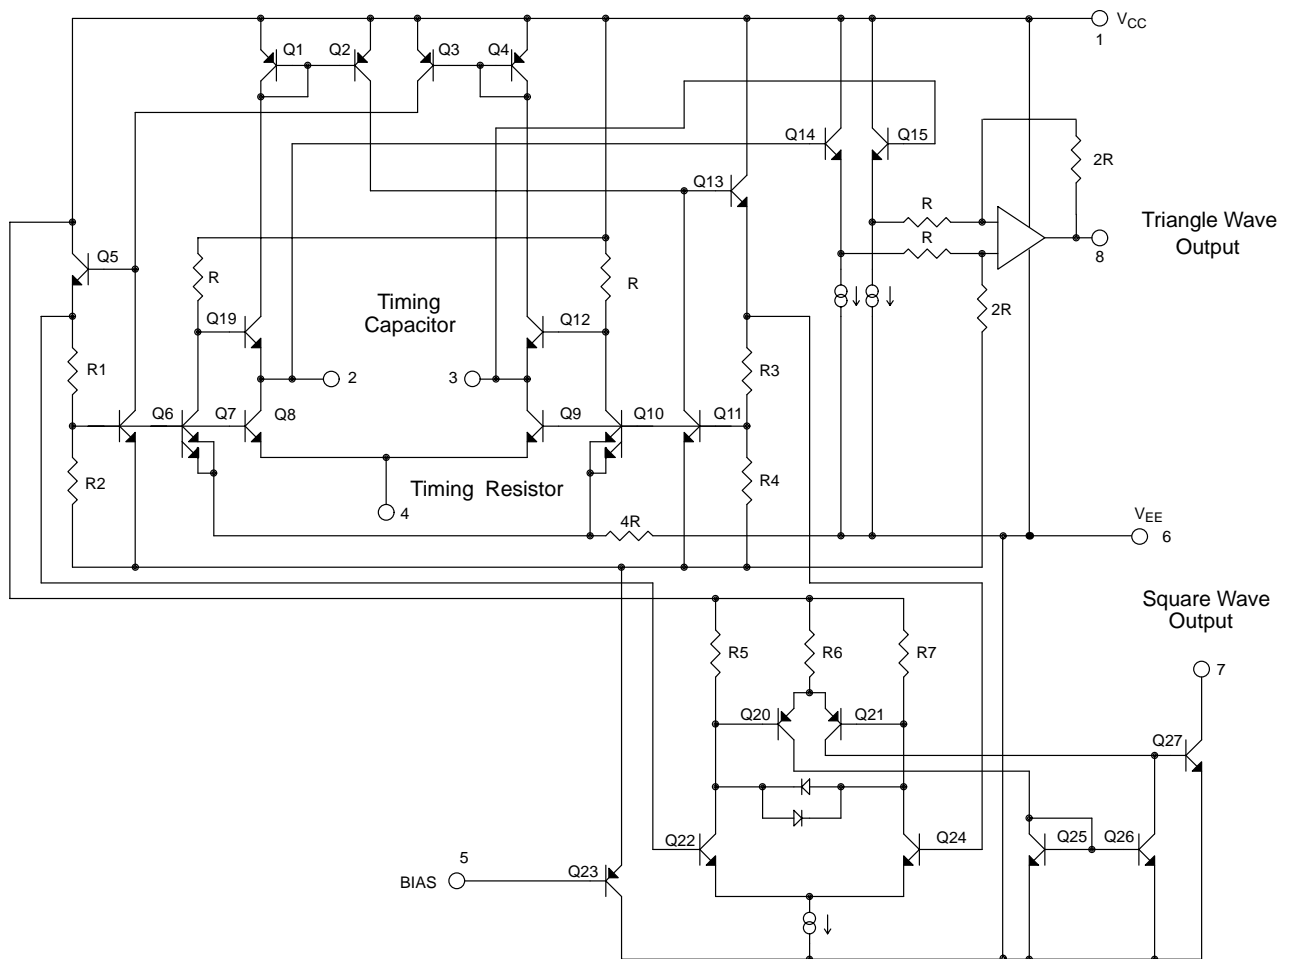 VCC
1
Q1
Q2
Q3
Q4
Q14
Q15
2R
Q13
R
R
Triangle Wave
Output
8
Q5
R
Timing
Capacitor
R
2R
Q19
Q12
R1
2
3
R3
Q6
Q7
Q8
Q9
Q10
Q11
R2
Timing Resistor
R4
4
4R
VEE
6
Square Wave
Output
R5
R6
R7
7
Q20
Q21
Q27
Q22
Q24
Q25
Q26
5
BIAS
Q23